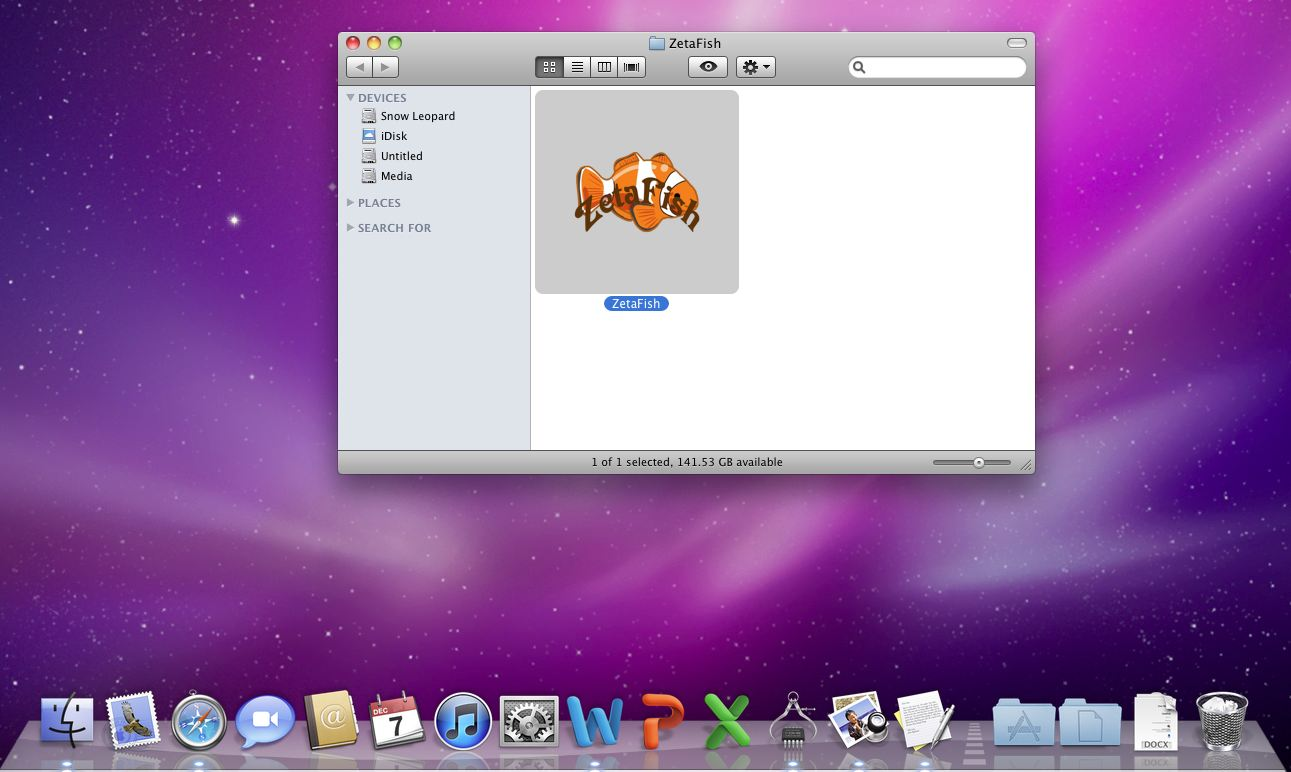 ZetaFish
DEVICES
Snow Leopard
iDisk
Untitled
Media
PLACES
SEARCH FOR
ZetaFish
ZetaFish
1 of 1 selected, 141.53 GB available
DEC
7
@
W
P
X
DOCX